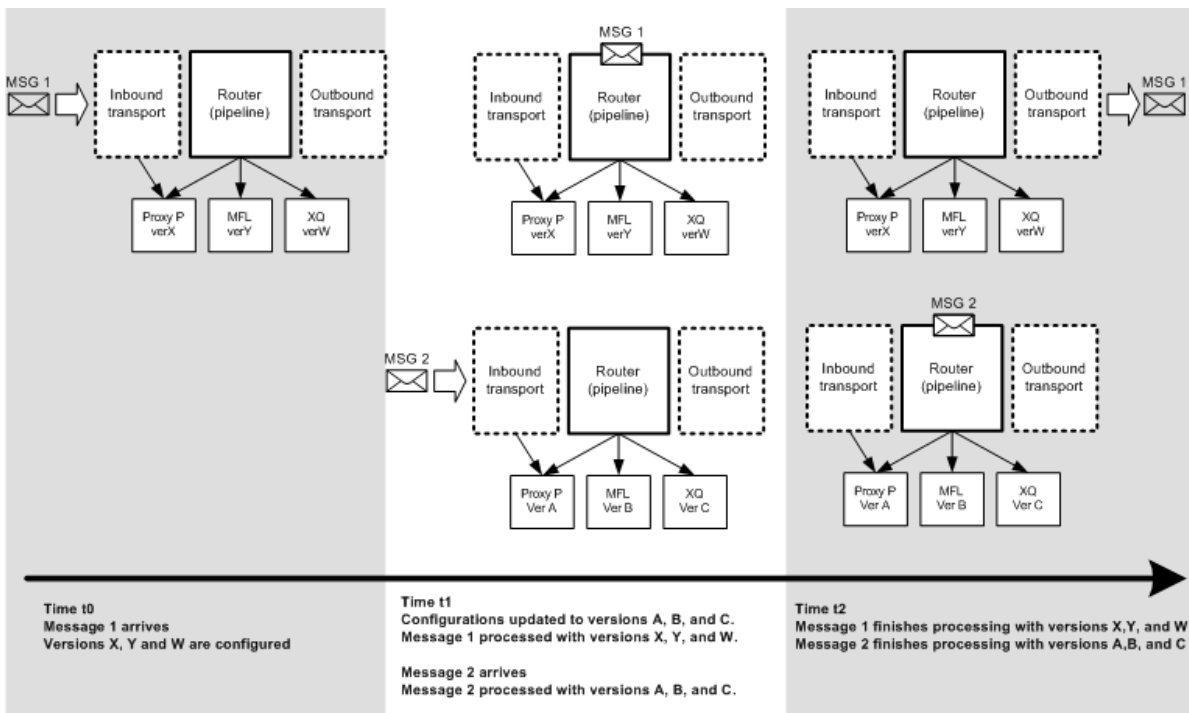 MSG 1
Inbound
transport
Router
(pipeline)
Outbound
transport
Proxy P
verX
MFL
verY
XQ
verW
MSG 1
Inbound
transport
Router
(pipeline)
Outbound
transport
Proxy P
verX
MFL
verY
XQ
verW
MSG 2
Inbound
transport
Router
(pipeline)
Outbound
transport
Proxy P
Ver A
MFL
Ver B
XQ
Ver C
Inbound
transport
Router
(pipeline)
Outbound
transport
MSG 1
Proxy P
verX
MFL
verY
XQ
verW
MSG 2
Inbound
transport
Router
(pipeline)
Outbound
transport
Proxy P
Ver A
MFL
Ver B
XQ
Ver C
Time t0
Message 1 arrives
Versions X, Y and W are configured
Time t1
Configurations updated to versions A, B, and C.
Message 1 processed with versions X, Y, and W.
Message 2 arrives
Message 2 processed with versions A, B, and C.
Time t2
Message 1 finishes processing with versions X,Y, and W
Message 2 finishes processing with versions A,B, and C